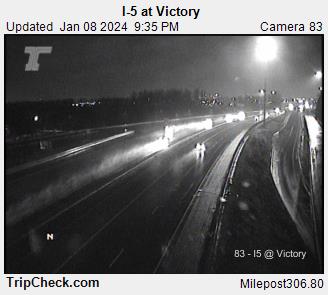 I-5 at Victory
Updated Jan 08 2024 9:35 PM Camera 83
T
N
83 - I5 @ Victory
TripCheck.com Milepost306.80